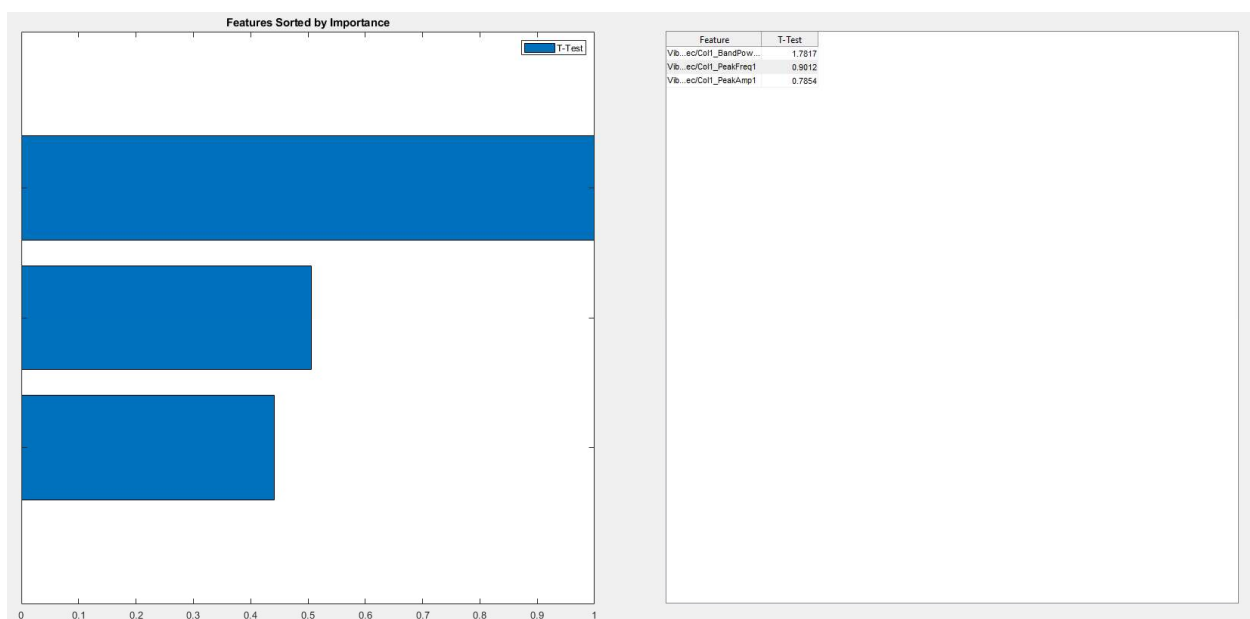 Features Sorted by Importance
T-Test
0 0.1 0.2 0.3 0.4 0.5 0.6 0.7 0.8 0.9 1
Feature T-Test
Vib...ec/Col1_BandPow... 1.7817
Vib...ec/Col1_PeakFreq1 0.9012
Vib...ec/Col1_PeakAmp1 0.7854